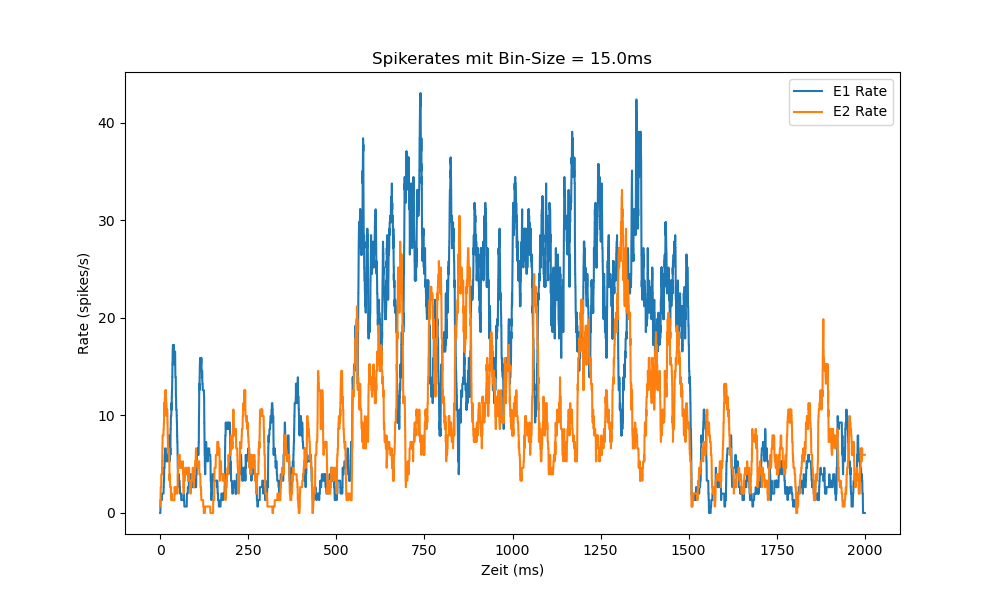 Spikerates mit Bin-Size = 15.0ms
E1 Rate
E2 Rate
40
30
20
10
0
Rate (spikes/s)
0 250 500 750 1000 1250 1500 1750 2000
Zeit (ms)